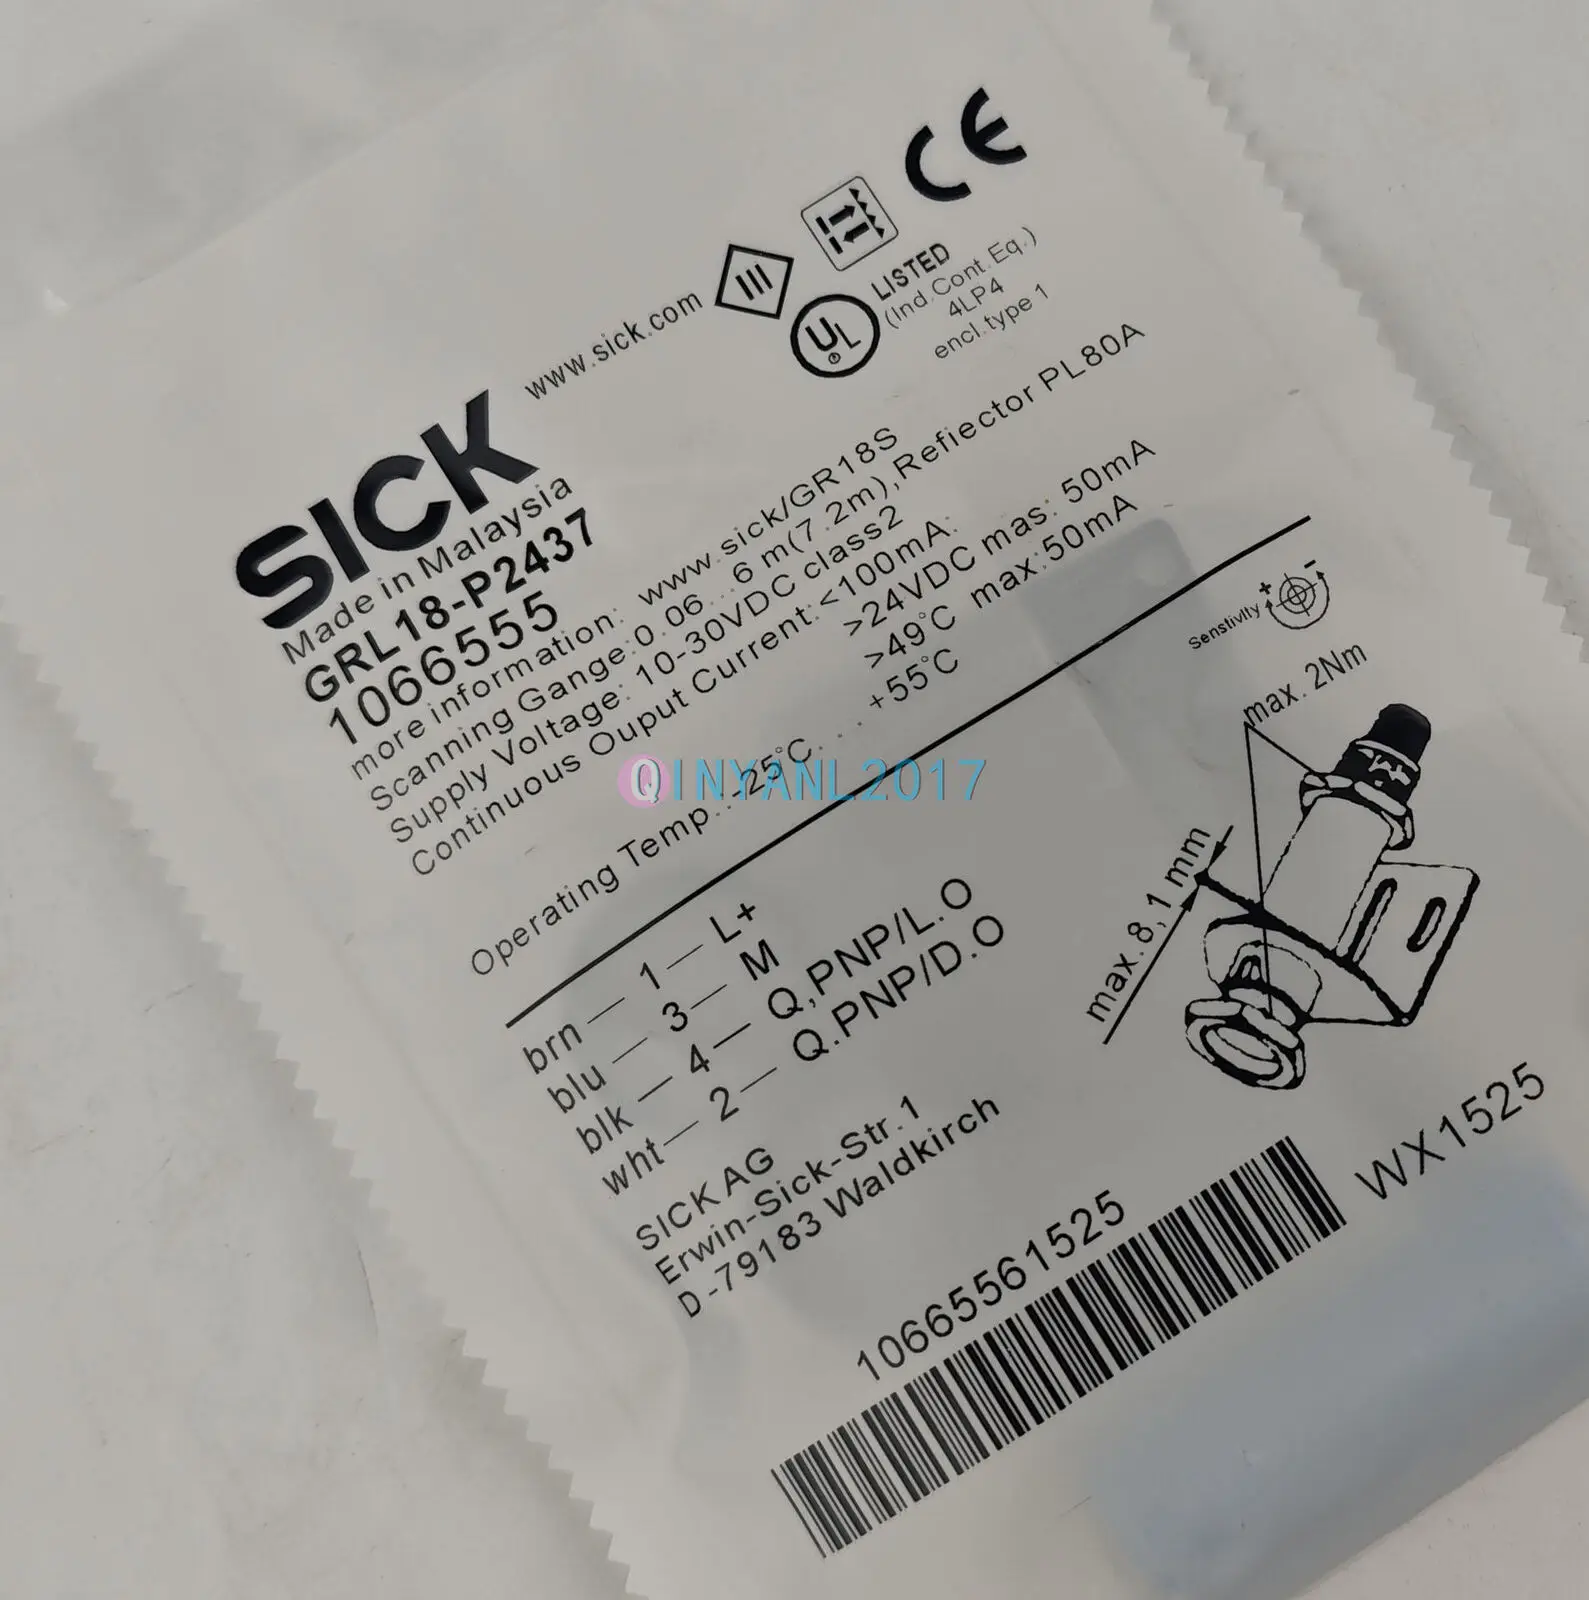 CE
www.sick.com
III
UL
LISTED
(Ind.Cont.Eq.)
4LP4
encl.type 1
SICK
Made in Malaysia
GRL18-P2437
1066555
more information: www.sick/GR18S
Scanning Gange:0.06...6 m(7.2m),Refiector PL80A
Supply Voltage: 10-30VDC class2
Continuous Ouput Current:<100mA.
>24VDC mas: 50mA
>49°C max:50mA
Operating Temp..-25°C....+55°C
Senstivity + -
max. 2Nm
max. 8,1 mm
brn — 1 — L+
blu — 3 — M
blk — 4 — Q,PNP/L.O
wht — 2 — Q.PNP/D.O
SICK AG
Erwin-Sick-Str.1
D-79183 Waldkirch
10665561525
WX1525
QINYANL2017